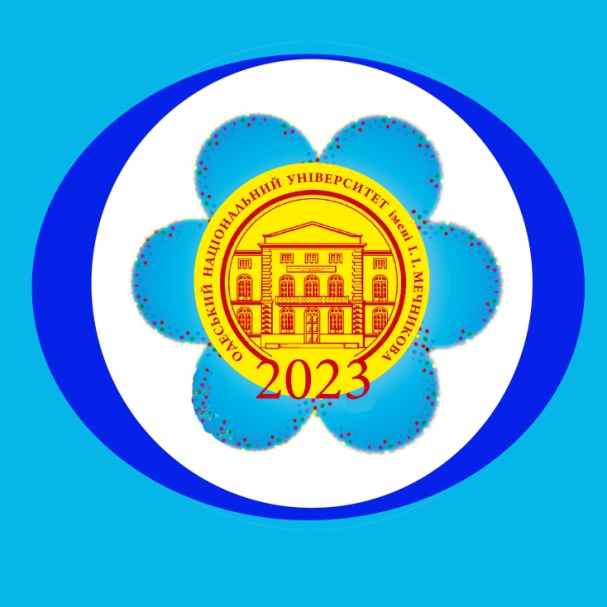 ОДЕСЬКИЙ НАЦІОНАЛЬНИЙ УНІВЕРСИТЕТ імені І. І. МЕЧНИКОВА
2023